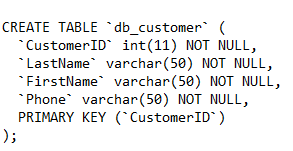 CREATE TABLE `db_customer` (
  `CustomerID` int(11) NOT NULL,
  `LastName` varchar(50) NOT NULL,
  `FirstName` varchar(50) NOT NULL,
  `Phone` varchar(50) NOT NULL,
  PRIMARY KEY (`CustomerID`)
);